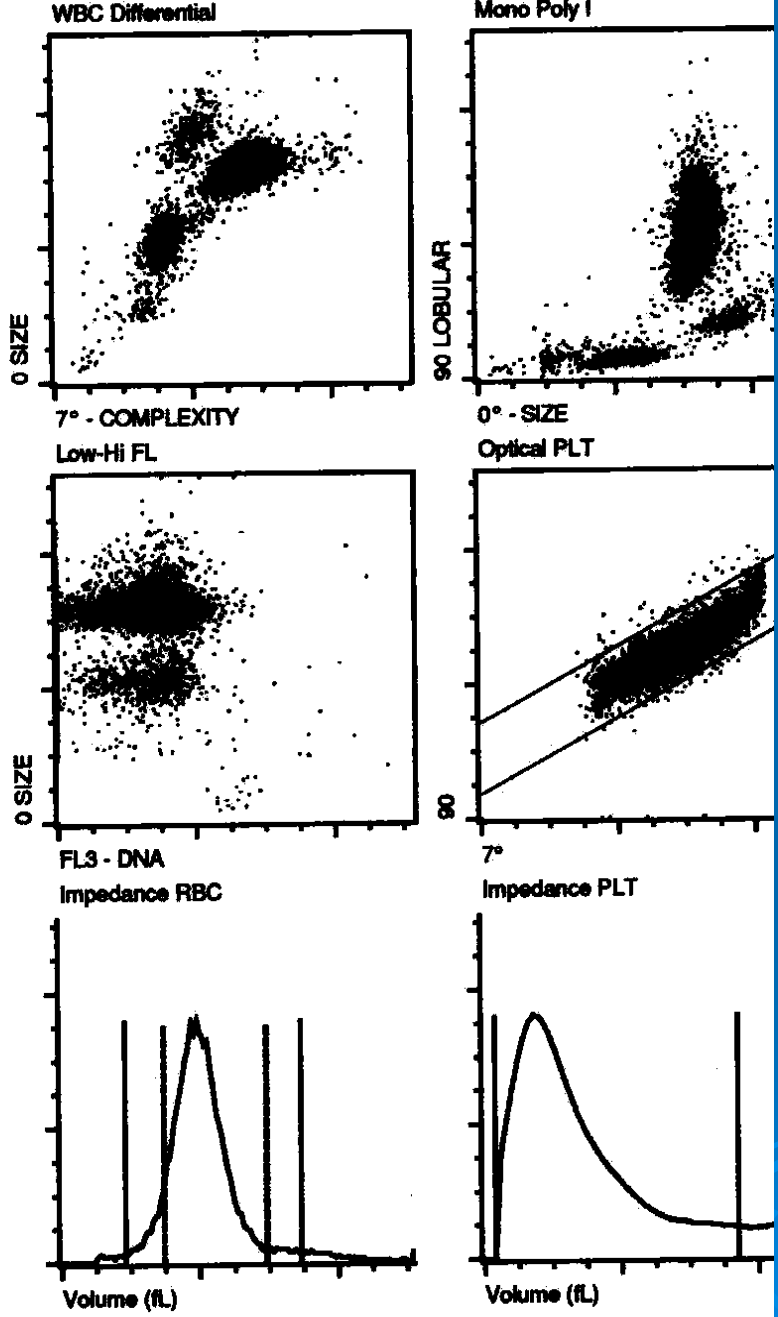 WBC Differential
Mono Poly I
0 SIZE
90 LOBULAR
7° - COMPLEXITY
0° - SIZE
Low-Hi FL
Optical PLT
0 SIZE
90
FL3 - DNA
7°
Impedance RBC
Impedance PLT
Volume (fL)
Volume (fL)